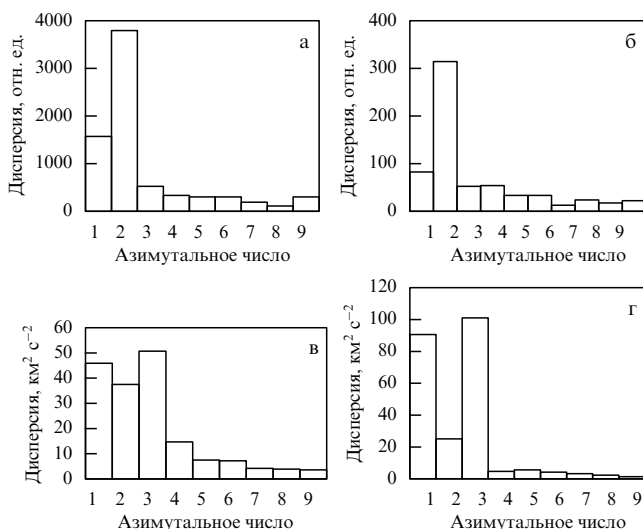 Дисперсия, отн. ед.
4000
3000
2000
1000
0
а
1 2 3 4 5 6 7 8 9
Азимутальное число
Дисперсия, отн. ед.
400
300
200
100
0
б
1 2 3 4 5 6 7 8 9
Азимутальное число
Дисперсия, км² с⁻²
60
50
40
30
20
10
0
в
1 2 3 4 5 6 7 8 9
Азимутальное число
Дисперсия, км² с⁻²
120
100
80
60
40
20
0
г
1 2 3 4 5 6 7 8 9
Азимутальное число